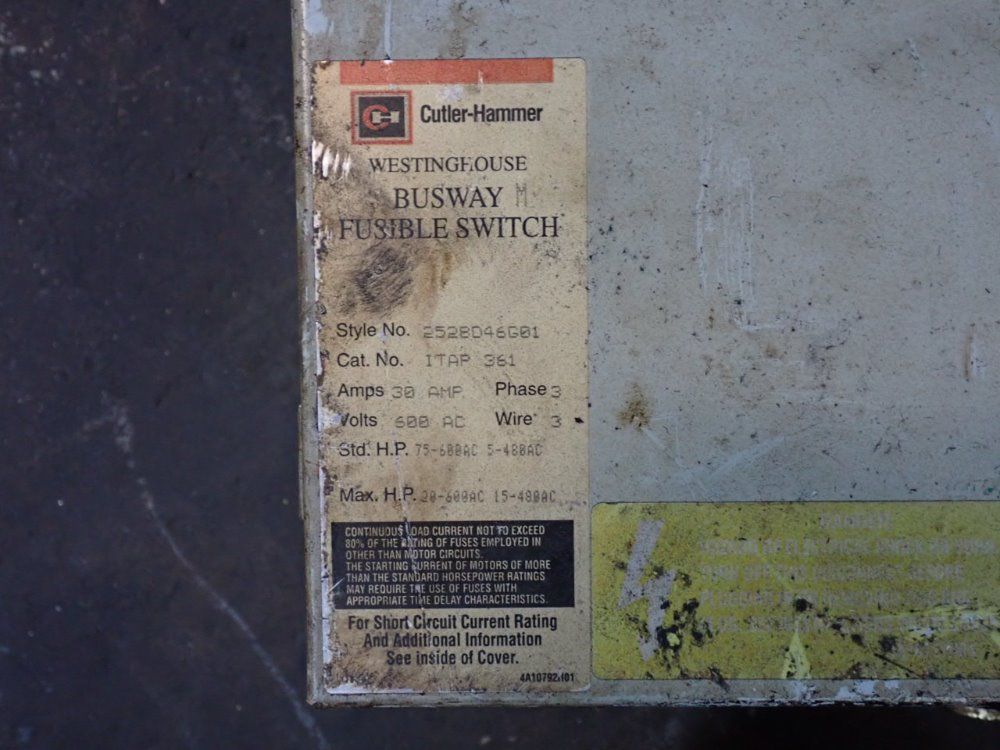 Cutler-Hammer
WESTINGHOUSE
BUSWAY M
FUSIBLE SWITCH
Style No. 2528D46G01
Cat. No. ITAP 361
Amps 30 AMP Phase 3
Volts 600 AC Wire 3
Std. H.P. 75-600AC 5-480AC
Max. H.P. 20-600AC 15-480AC
CONTINUOUS LOAD CURRENT NOT TO EXCEED
80% OF THE RATING OF FUSES EMPLOYED IN
OTHER THAN MOTOR CIRCUITS.
THE STARTING CURRENT OF MOTORS OF MORE
THAN THE STANDARD HORSEPOWER RATINGS
MAY REQUIRE THE USE OF FUSES WITH
APPROPRIATE TIME DELAY CHARACTERISTICS.
For Short Circuit Current Rating
And Additional Information
See Inside of Cover.
4A10792H01